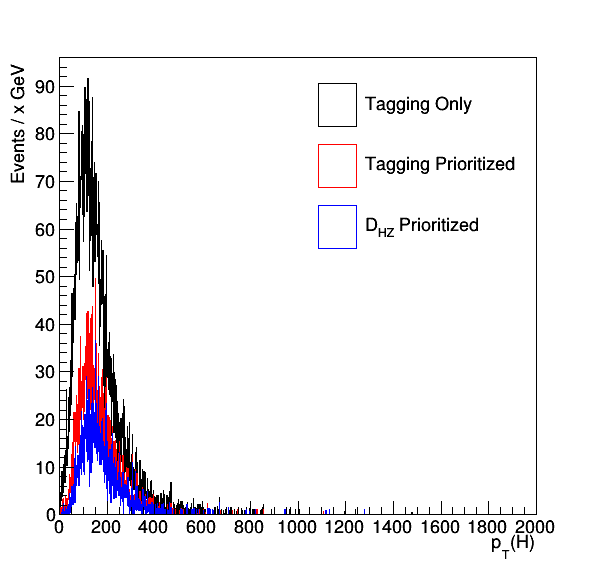 Events / x GeV
90
80
70
60
50
40
30
20
10
0
Tagging Only
Tagging Prioritized
D_HZ Prioritized
0 200 400 600 800 1000 1200 1400 1600 1800 2000
p_T(H)